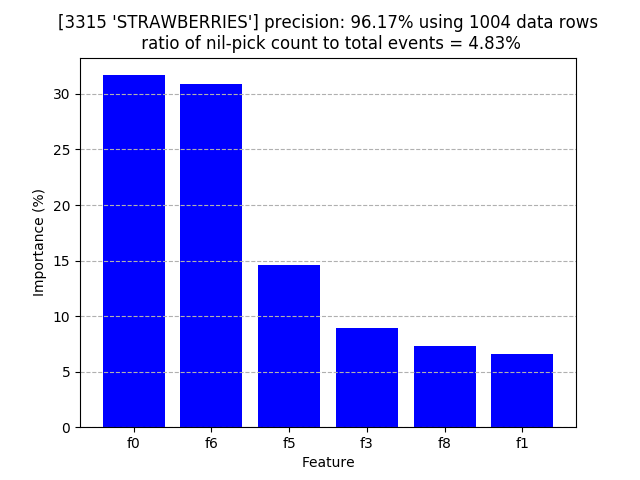 [3315 'STRAWBERRIES'] precision: 96.17% using 1004 data rows
ratio of nil-pick count to total events = 4.83%
Importance (%)
30
25
20
15
10
5
0
f0 f6 f5 f3 f8 f1
Feature